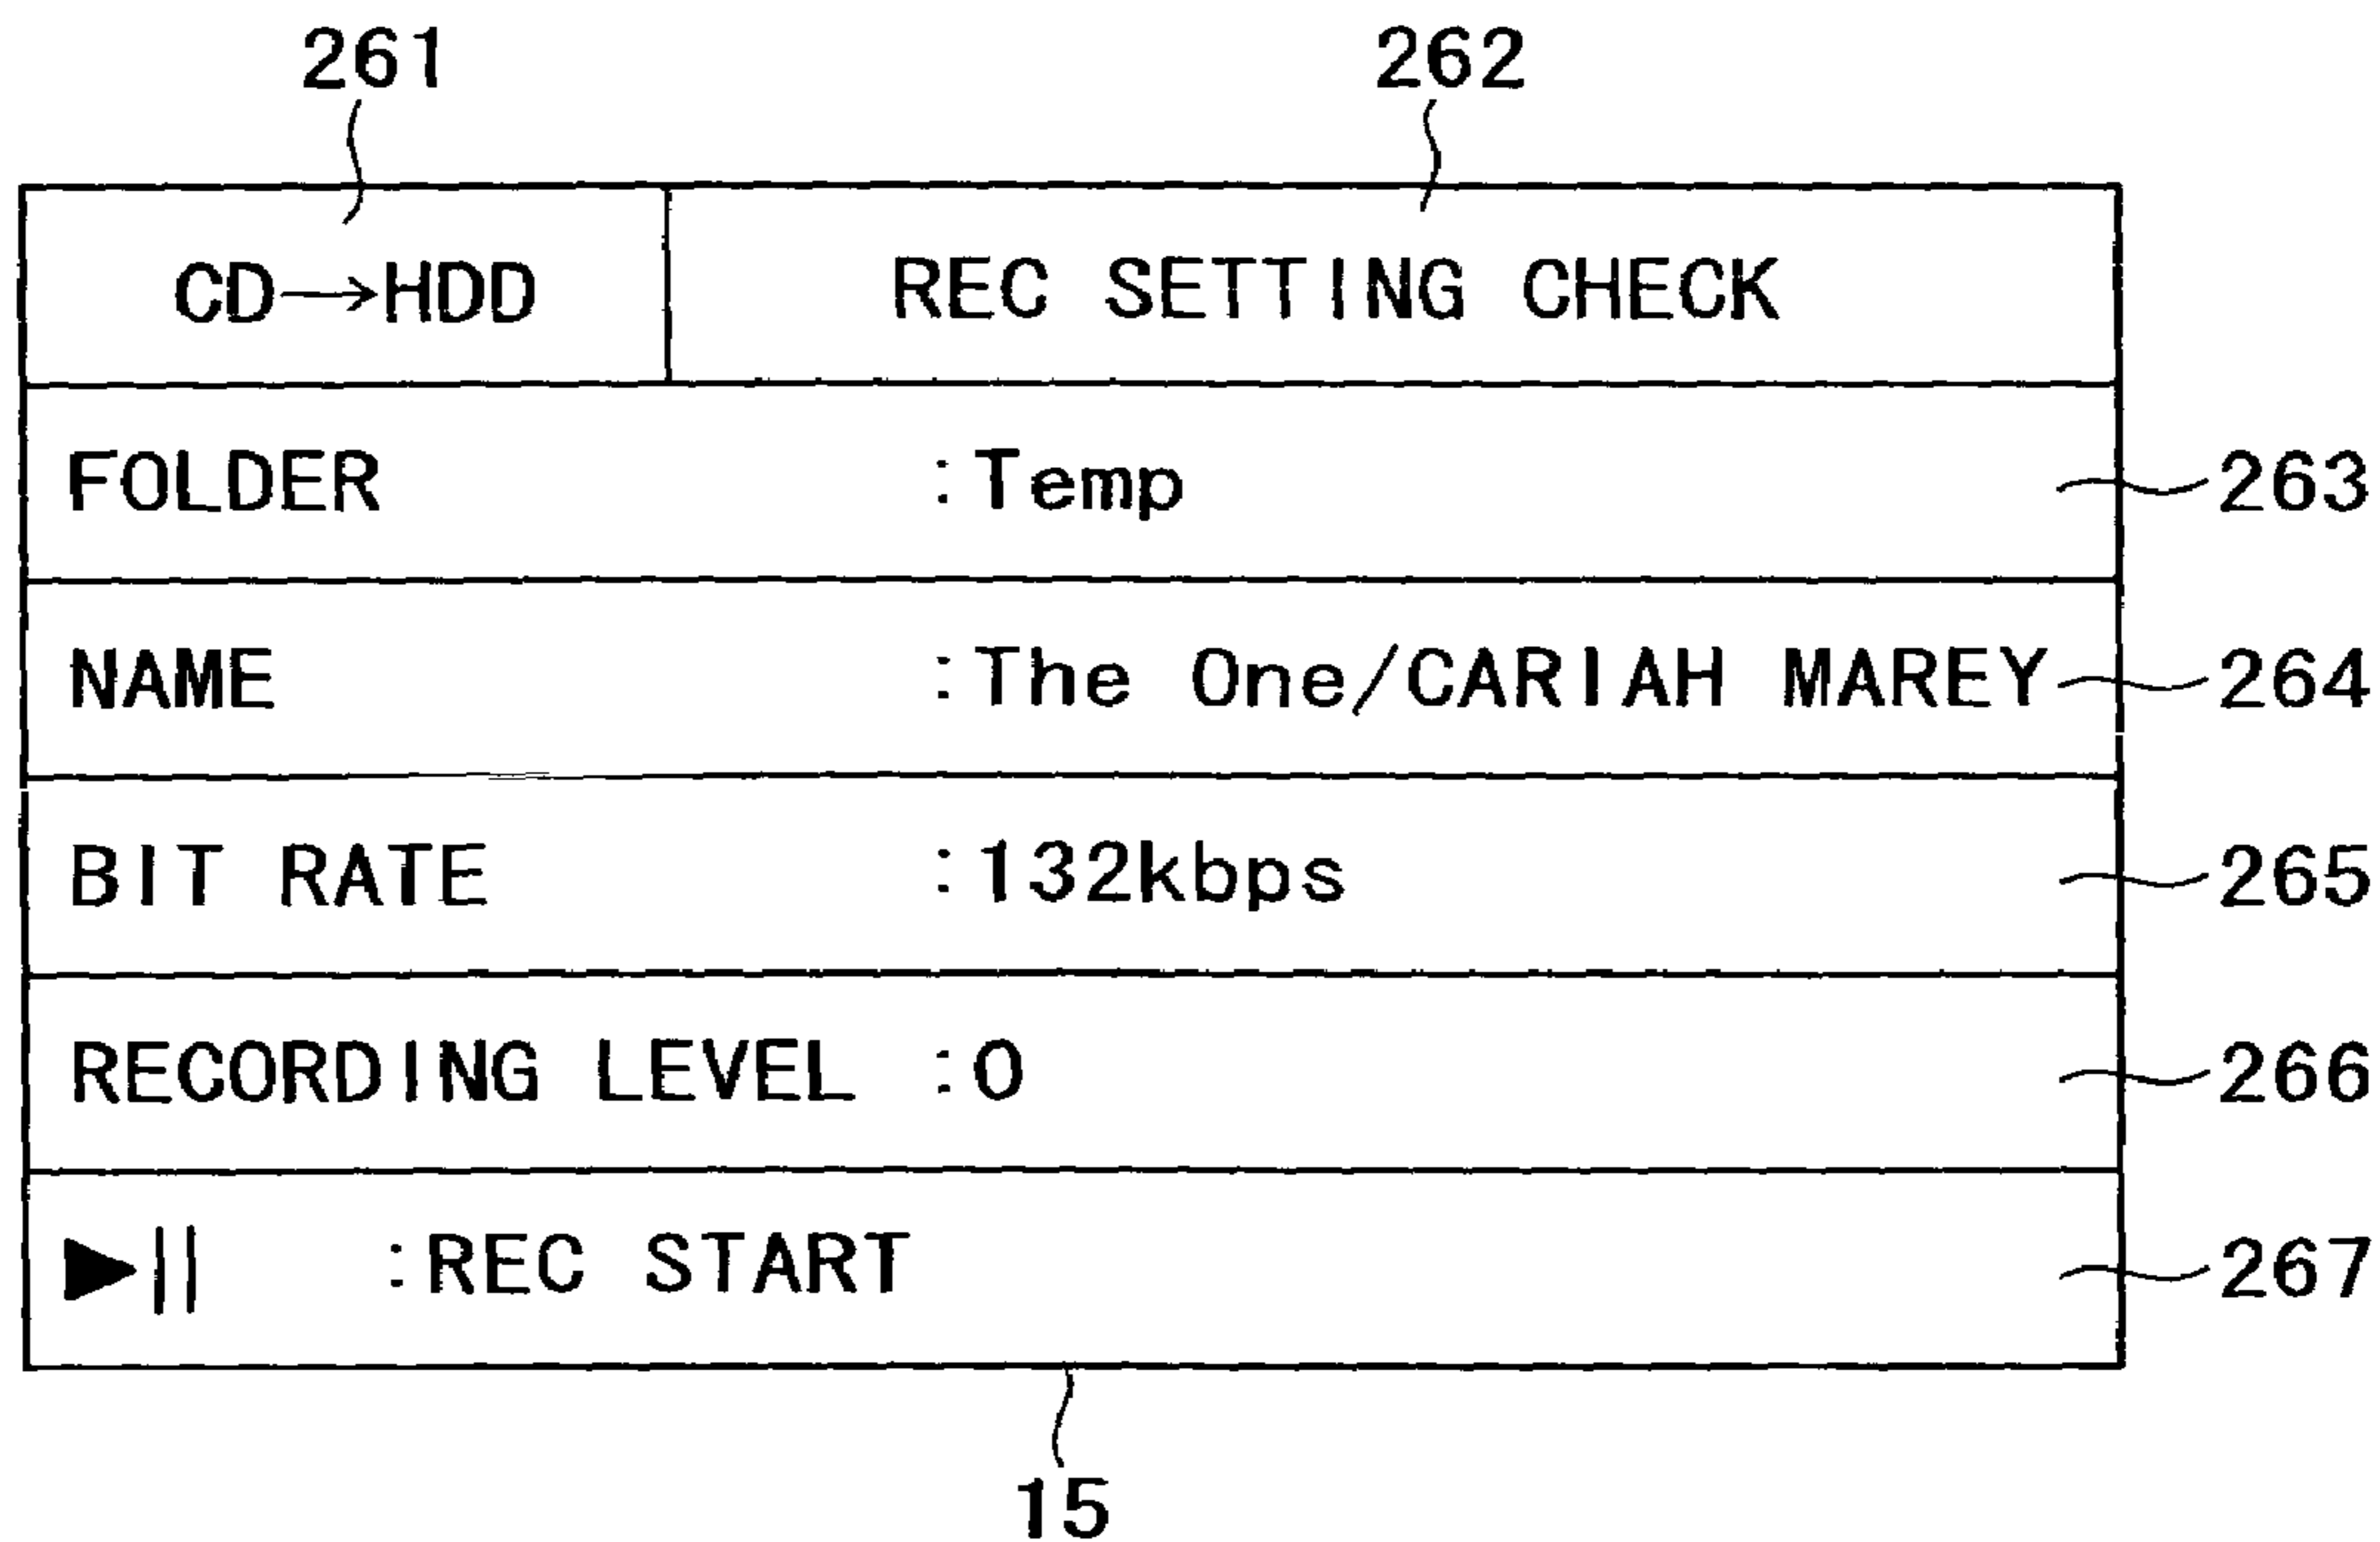 261 262
CD→HDD REC SETTING CHECK
FOLDER :Temp 263
NAME :The One/CARIAH MAREY 264
BIT RATE :132kbps 265
RECORDING LEVEL :0 266
▶|| :REC START 267
15